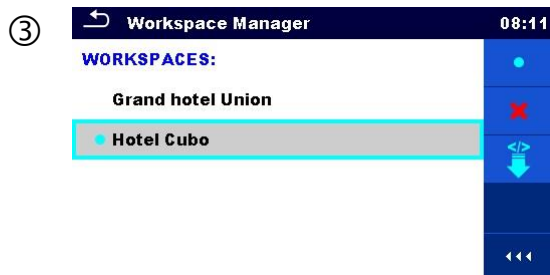 ③
Workspace Manager 08:11
WORKSPACES:
Grand hotel Union
Hotel Cubo
</>